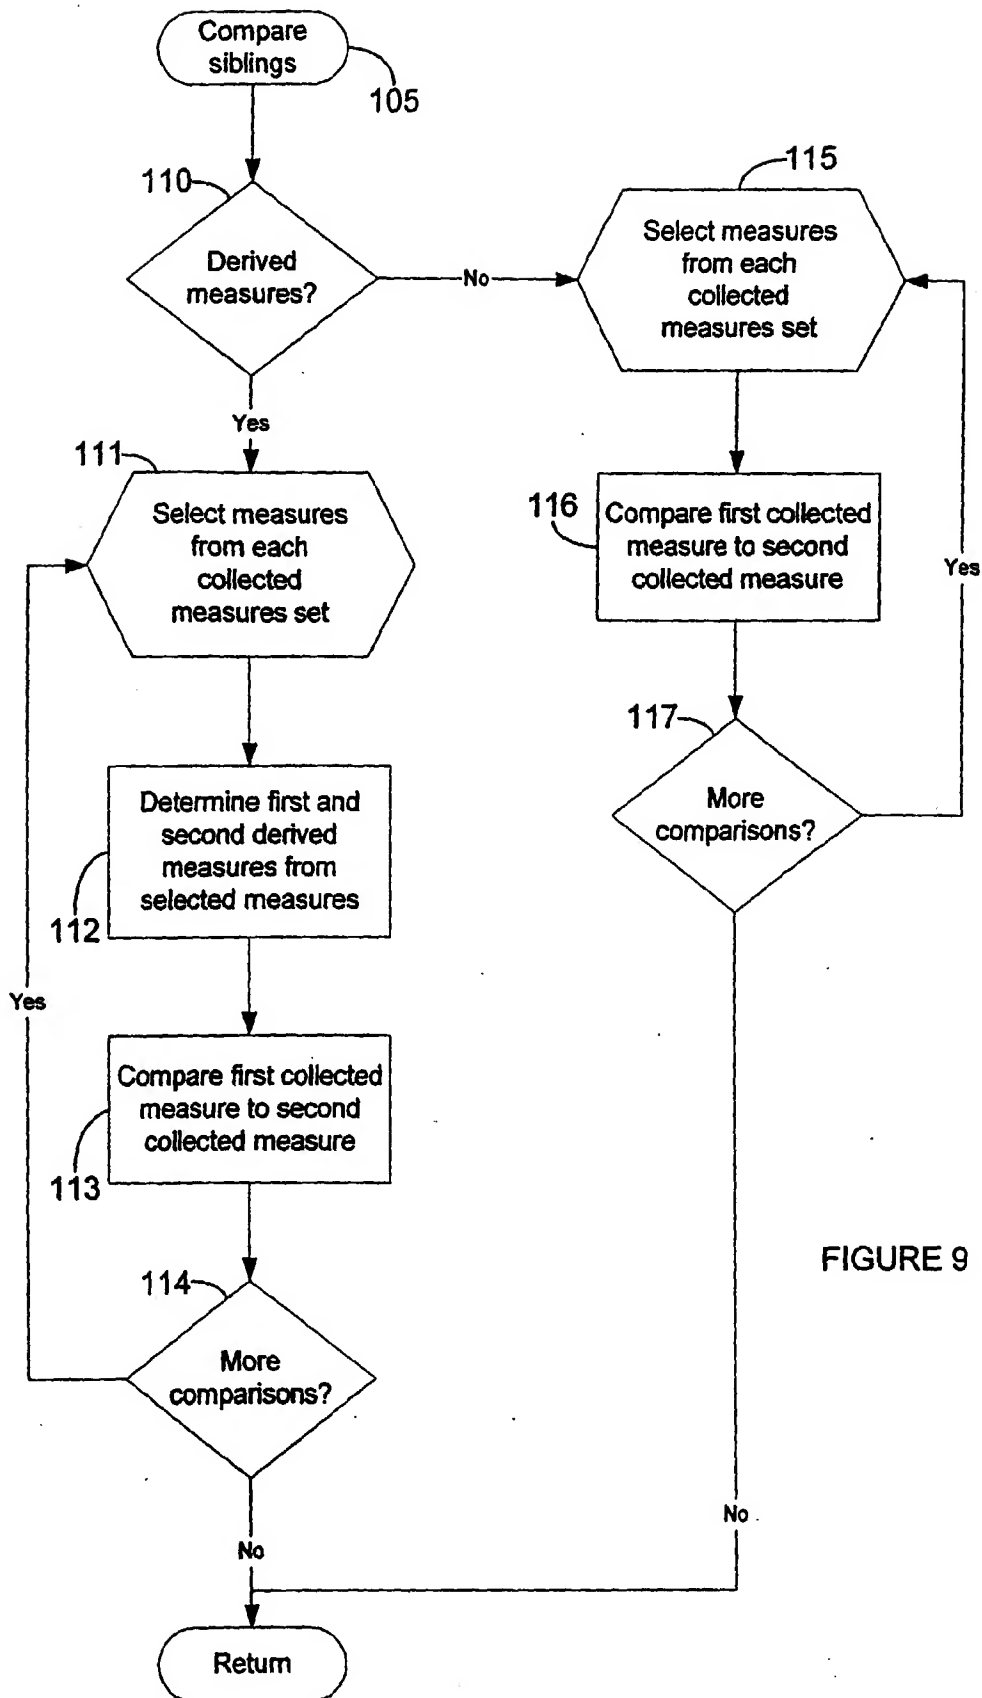 Compare
siblings
105
110
Derived
measures?
No
115
Select measures
from each
collected
measures set
Yes
111
Select measures
from each
collected
measures set
116
Compare first collected
measure to second
collected measure
Yes
117
More
comparisons?
Determine first and
second derived
measures from
selected measures
112
Yes
Compare first collected
measure to second
collected measure
113
FIGURE 9
114
More
comparisons?
No
No
Return